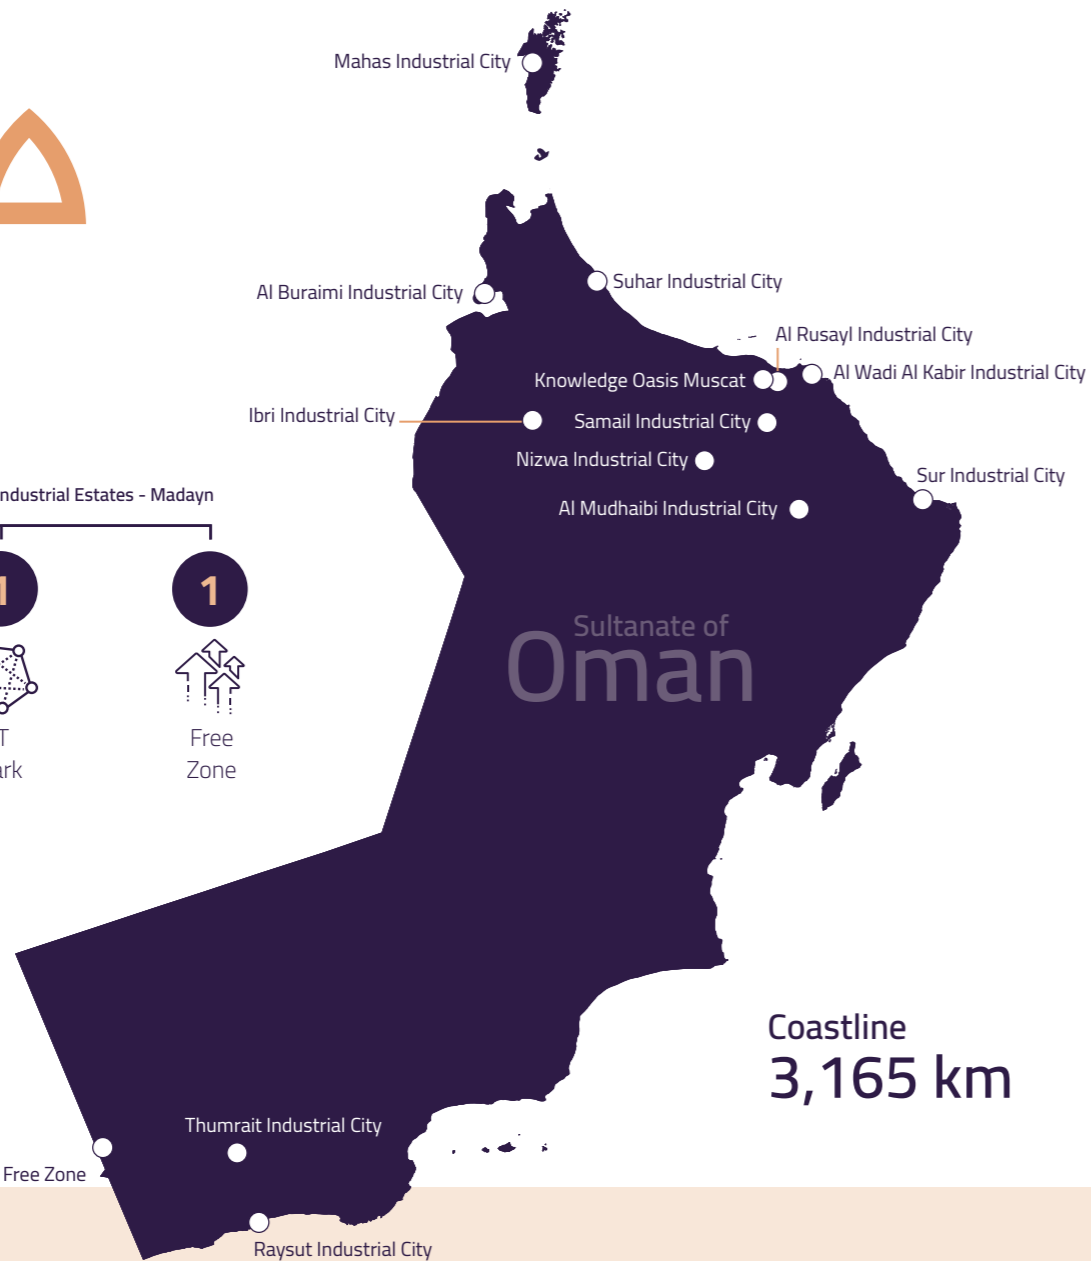 Mahas Industrial City
Al Buraimi Industrial City
Suhar Industrial City
Al Rusayl Industrial City
Knowledge Oasis Muscat
Al Wadi Al Kabir Industrial City
Ibri Industrial City
Samail Industrial City
Nizwa Industrial City
Sur Industrial City
Industrial Estates - Madayn
Al Mudhaibi Industrial City
1
1
Sultanate of
Oman
Free
Zone
Coastline
3,165 km
Thumrait Industrial City
Free Zone
Raysut Industrial City